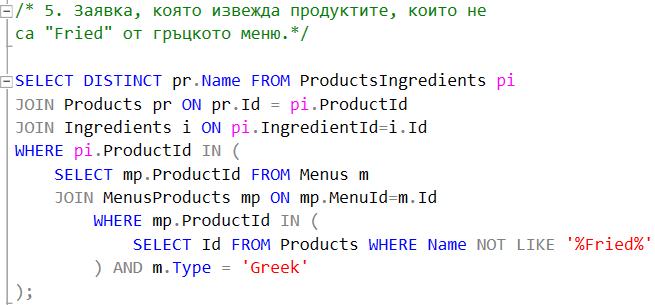 /* 5. Заявка, която извежда продуктите, които не
са "Fried" от гръцкото меню.*/
SELECT DISTINCT pr.Name FROM ProductsIngredients pi
JOIN Products pr ON pr.Id = pi.ProductId
JOIN Ingredients i ON pi.IngredientId=i.Id
WHERE pi.ProductId IN (
SELECT mp.ProductId FROM Menus m
JOIN MenusProducts mp ON mp.MenuId=m.Id
WHERE mp.ProductId IN (
SELECT Id FROM Products WHERE Name NOT LIKE '%Fried%'
) AND m.Type = 'Greek'
);